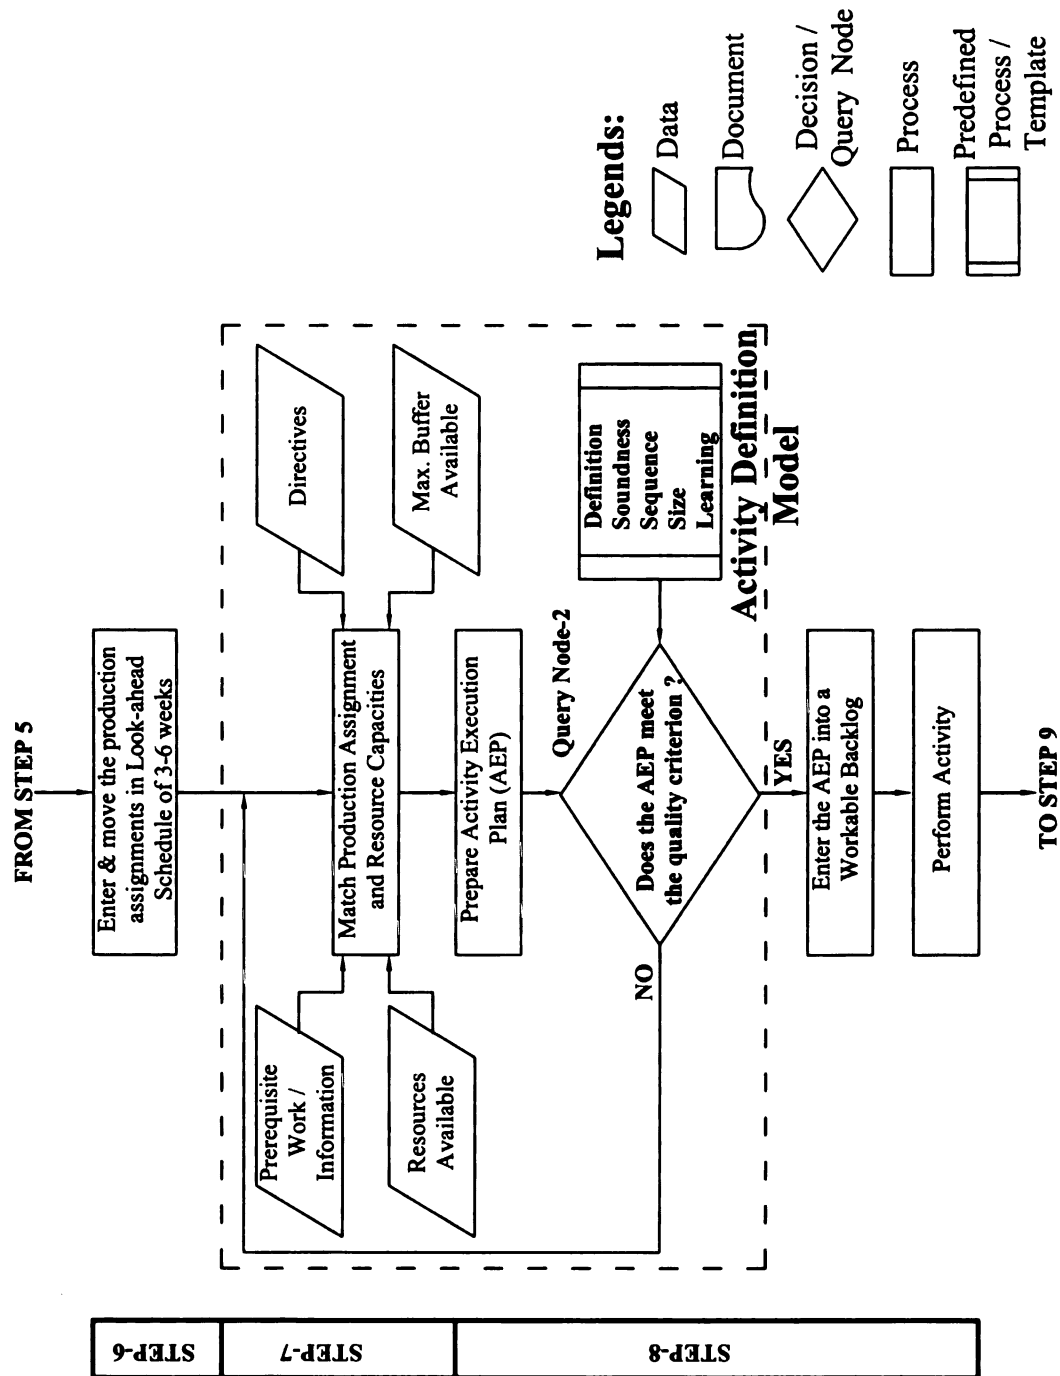 FROM STEP 5
Enter & move the production
assignments in Look-ahead
Schedule of 3-6 weeks
Prerequisite
Work /
Information
Directives
Match Production Assignment
and Resource Capacities
Resources
Available
Max. Buffer
Available
Prepare Activity Execution
Plan (AEP)
Query Node-2
Does the AEP meet
the quality criterion ?
NO
YES
Definition
Soundness
Sequence
Size
Learning
Activity Definition
Model
Enter the AEP into a
Workable Backlog
Perform Activity
TO STEP 9
STEP-6
STEP-7
STEP-8
Legends:
Data
Document
Decision /
Query Node
Process
Predefined
Process /
Template